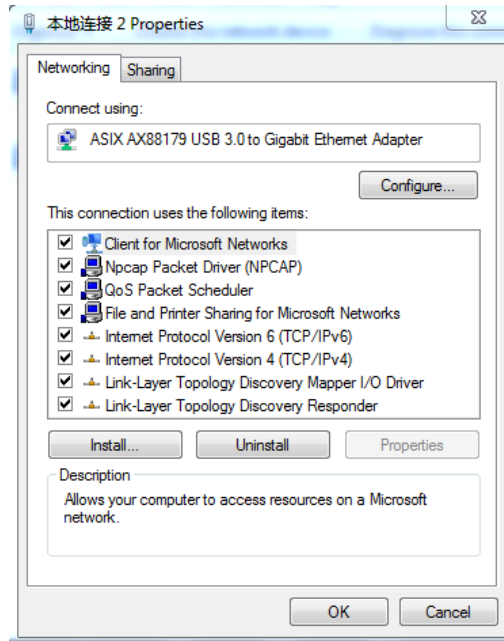 本地连接 2 Properties
Networking
Sharing
Connect using:
ASIX AX88179 USB 3.0 to Gigabit Ethernet Adapter
Configure...
This connection uses the following items:
Client for Microsoft Networks
Npcap Packet Driver (NPCAP)
QoS Packet Scheduler
File and Printer Sharing for Microsoft Networks
Internet Protocol Version 6 (TCP/IPv6)
Internet Protocol Version 4 (TCP/IPv4)
Link-Layer Topology Discovery Mapper I/O Driver
Link-Layer Topology Discovery Responder
Install...
Uninstall
Properties
Description
Allows your computer to access resources on a Microsoft
network.
OK
Cancel